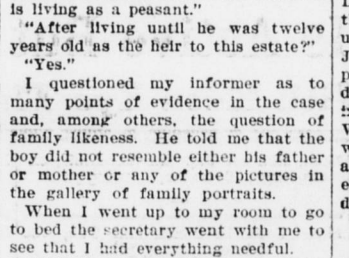 is living as a peasant."
"After living until he was twelve
years old as the heir to this estate?"
"Yes."
I questioned my informer as to
many points of evidence in the case
and, among others, the question of
family likeness. He told me that the
boy did not resemble either his father
or mother or any of the pictures in
the gallery of family portraits.
When I went up to my room to go
to bed the secretary went with me to
see that I had everything needful.